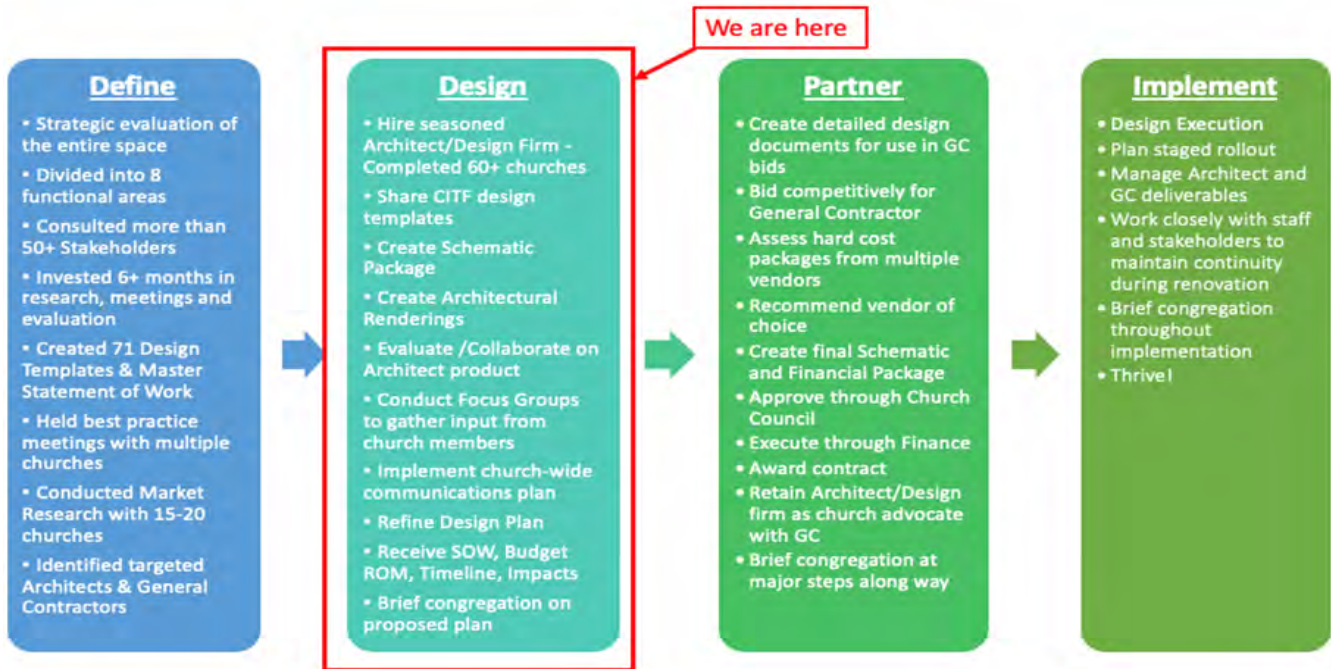 We are here
Define
• Strategic evaluation of
the entire space
• Divided into 8
functional areas
• Consulted more than
50+ Stakeholders
• Invested 6+ months in
research, meetings and
evaluation
• Created 71 Design
Templates & Master
Statement of Work
• Held best practice
meetings with multiple
churches
• Conducted Market
Research with 15-20
churches
• Identified targeted
Architects & General
Contractors
Design
• Hire seasoned
Architect/Design Firm -
Completed 60+ churches
• Share CITF design
templates
• Create Schematic
Package
• Create Architectural
Renderings
• Evaluate /Collaborate on
Architect product
• Conduct Focus Groups
to gather input from
church members
• Implement church-wide
communications plan
• Refine Design Plan
• Receive SOW, Budget
ROM, Timeline, Impacts
• Brief congregation on
proposed plan
Partner
• Create detailed design
documents for use in GC
bids
• Bid competitively for
General Contractor
• Assess hard cost
packages from multiple
vendors
• Recommend vendor of
choice
• Create final Schematic
and Financial Package
• Approve through Church
Council
• Execute through Finance
• Award contract
• Retain Architect/Design
firm as church advocate
with GC
• Brief congregation at
major steps along way
Implement
• Design Execution
• Plan staged rollout
• Manage Architect and
GC deliverables
• Work closely with staff
and stakeholders to
maintain continuity
during renovation
• Brief congregation
throughout
implementation
• Thrive!